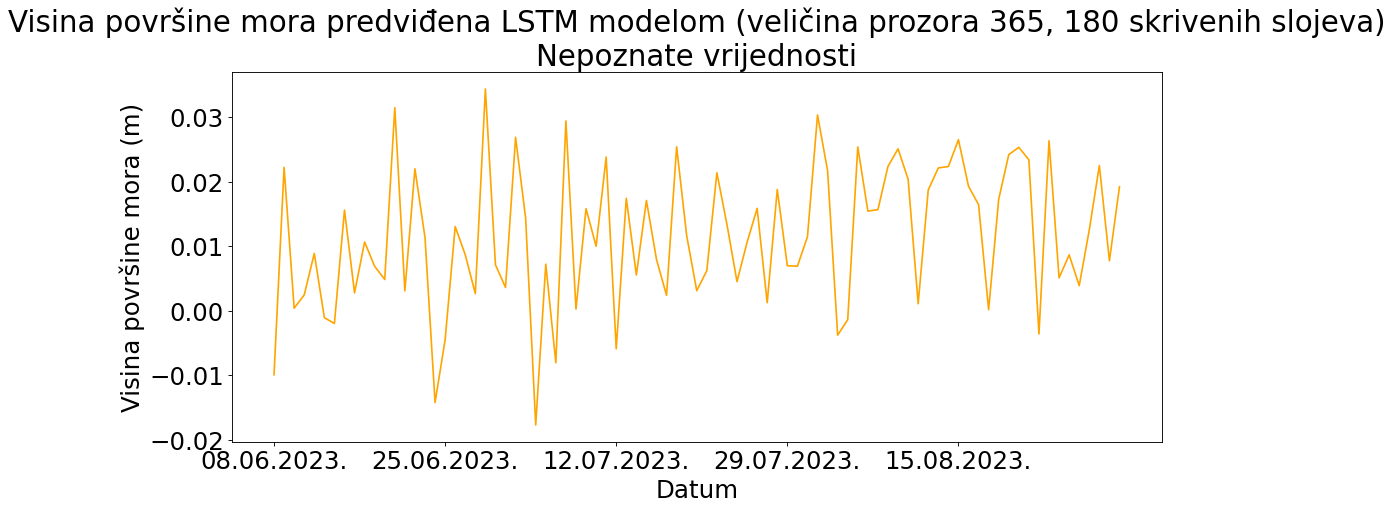 Visina površine mora predviđena LSTM modelom (veličina prozora 365, 180 skrivenih slojeva)
Nepoznate vrijednosti
Visina površine mora (m)
0.03
0.02
0.01
0.00
−0.01
−0.02
08.06.2023. 25.06.2023. 12.07.2023. 29.07.2023. 15.08.2023.
Datum